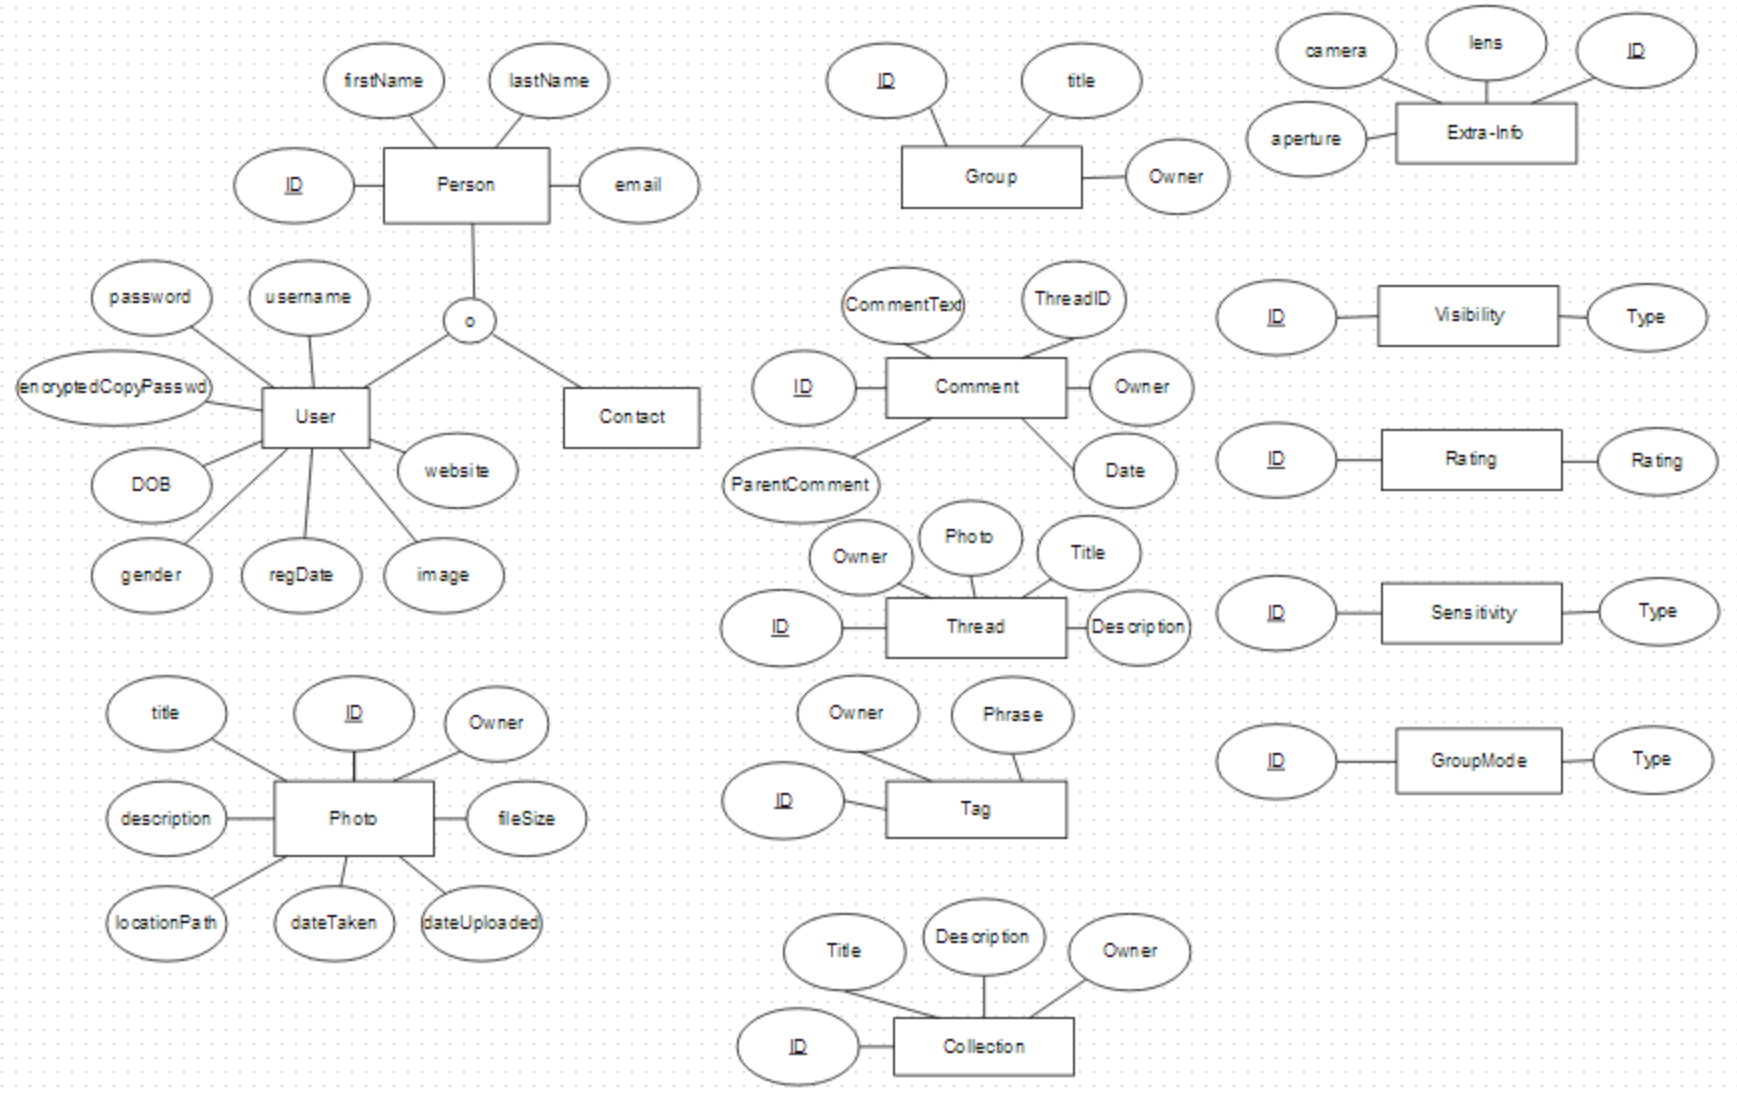 firstName
lastName
ID
Person
email
password
username
o
encryptedCopyPasswd
User
Contact
DOB
website
gender
regDate
image
title
ID
Owner
description
Photo
fileSize
locationPath
dateTaken
dateUploaded
ID
title
Group
Owner
CommentText
ThreadID
ID
Comment
Owner
ParentComment
Date
Owner
Photo
Title
ID
Thread
Description
Owner
Phrase
ID
Tag
Title
Description
Owner
ID
Collection
camera
lens
ID
aperture
Extra-Info
ID
Visibility
Type
ID
Rating
Rating
ID
Sensitivity
Type
ID
GroupMode
Type